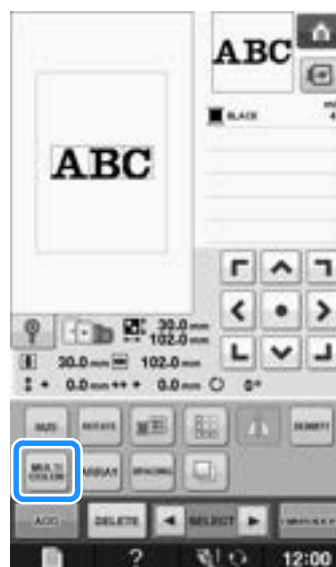 ABC
ABC
BLACK
30.0 mm
102.0 mm
30.0 mm 102.0 mm
+ 0.0 mm + 0.0 mm 0°
SIZE ROTATE DENSITY
MULTI COLOR ARRAY SPACING
ADD DELETE SELECT
? 12:00